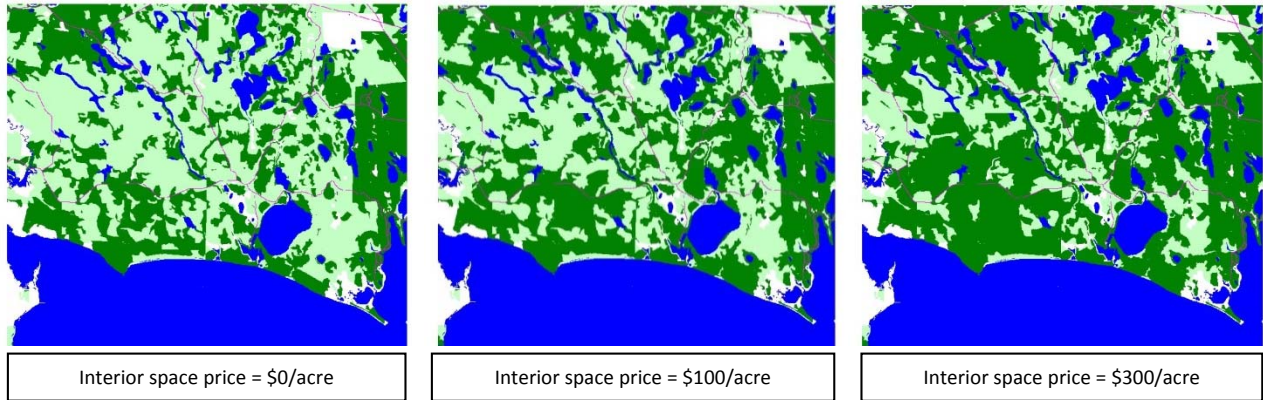 Interior space price = $0/acre
Interior space price = $100/acre
Interior space price = $300/acre